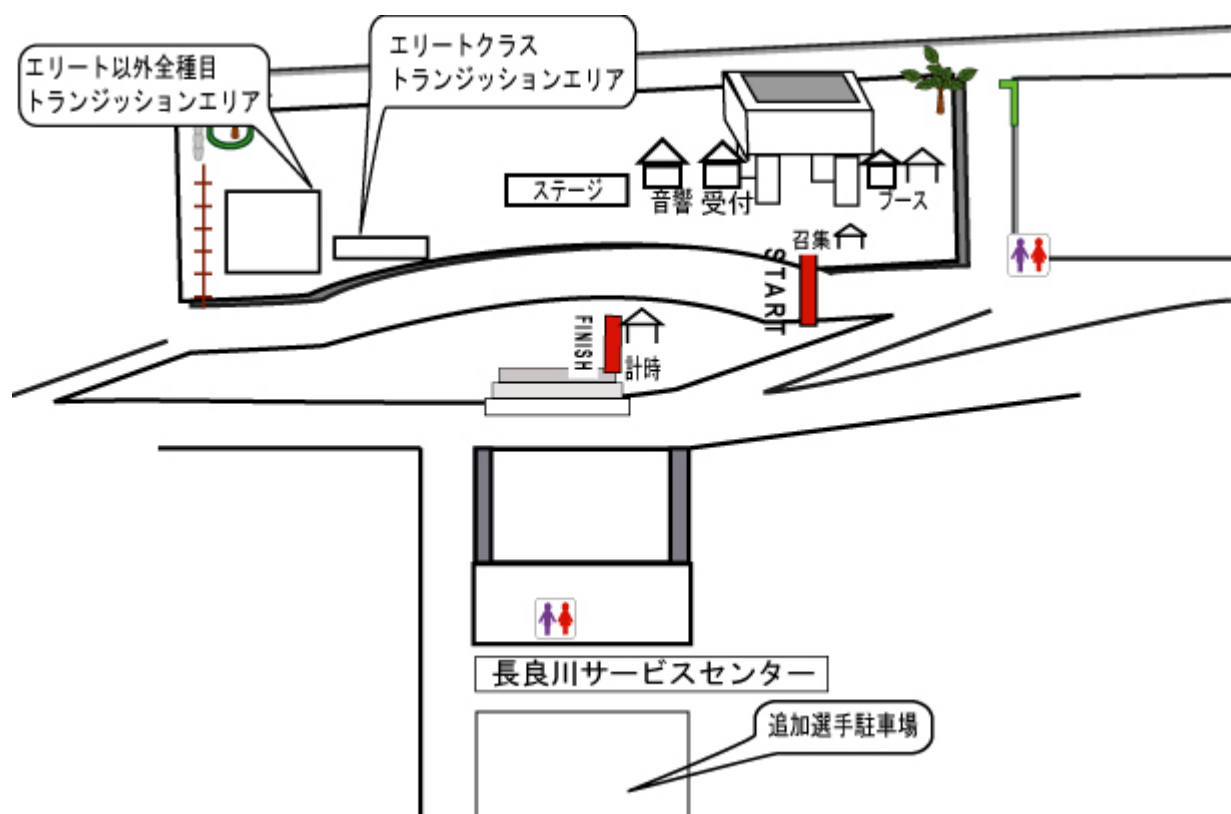 エリート以外全種目
トランジッションエリア
エリートクラス
トランジッションエリア
ステージ
音響
受付
ブース
召集
START
FINISH
計時
長良川サービスセンター
追加選手駐車場